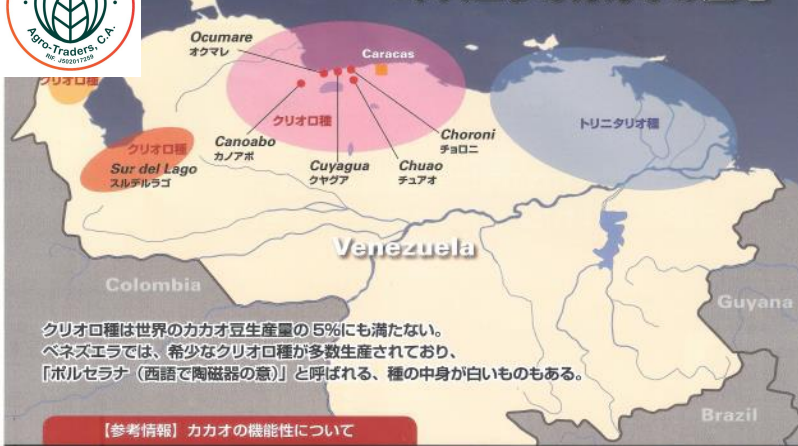 Agro-Traders, C.A.
RIF J502017259
Ocumare
オクマレ
Caracas
クリオロ種
クリオロ種
トリニタリオ種
Canoabo
カノアボ
Choroni
チョロニ
クリオロ種
Sur del Lago
スルデルラゴ
Cuyagua
クヤグア
Chuao
チュアオ
Venezuela
Colombia
Guyana
クリオロ種は世界のカカオ豆生産量の5%にも満たない。
ベネズエラでは、希少なクリオロ種が多数生産されており、
「ポルセラナ（西語で陶磁器の意）」と呼ばれる、種の中身が白いものもある。
Brazil
【参考情報】カカオの機能性について